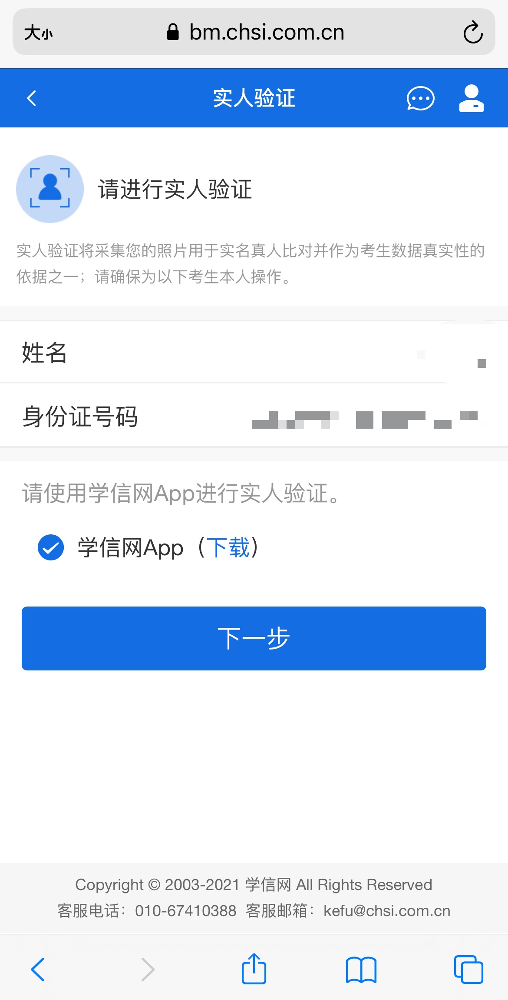 大小 bm.chsi.com.cn
实人验证
请进行实人验证
实人验证将采集您的照片用于实名真人比对并作为考生数据真实性的
依据之一；请确保为以下考生本人操作。
姓名
身份证号码
请使用学信网App进行实人验证。
学信网App（下载）
下一步
Copyright © 2003-2021 学信网 All Rights Reserved
客服电话：010-67410388 客服邮箱：kefu@chsi.com.cn